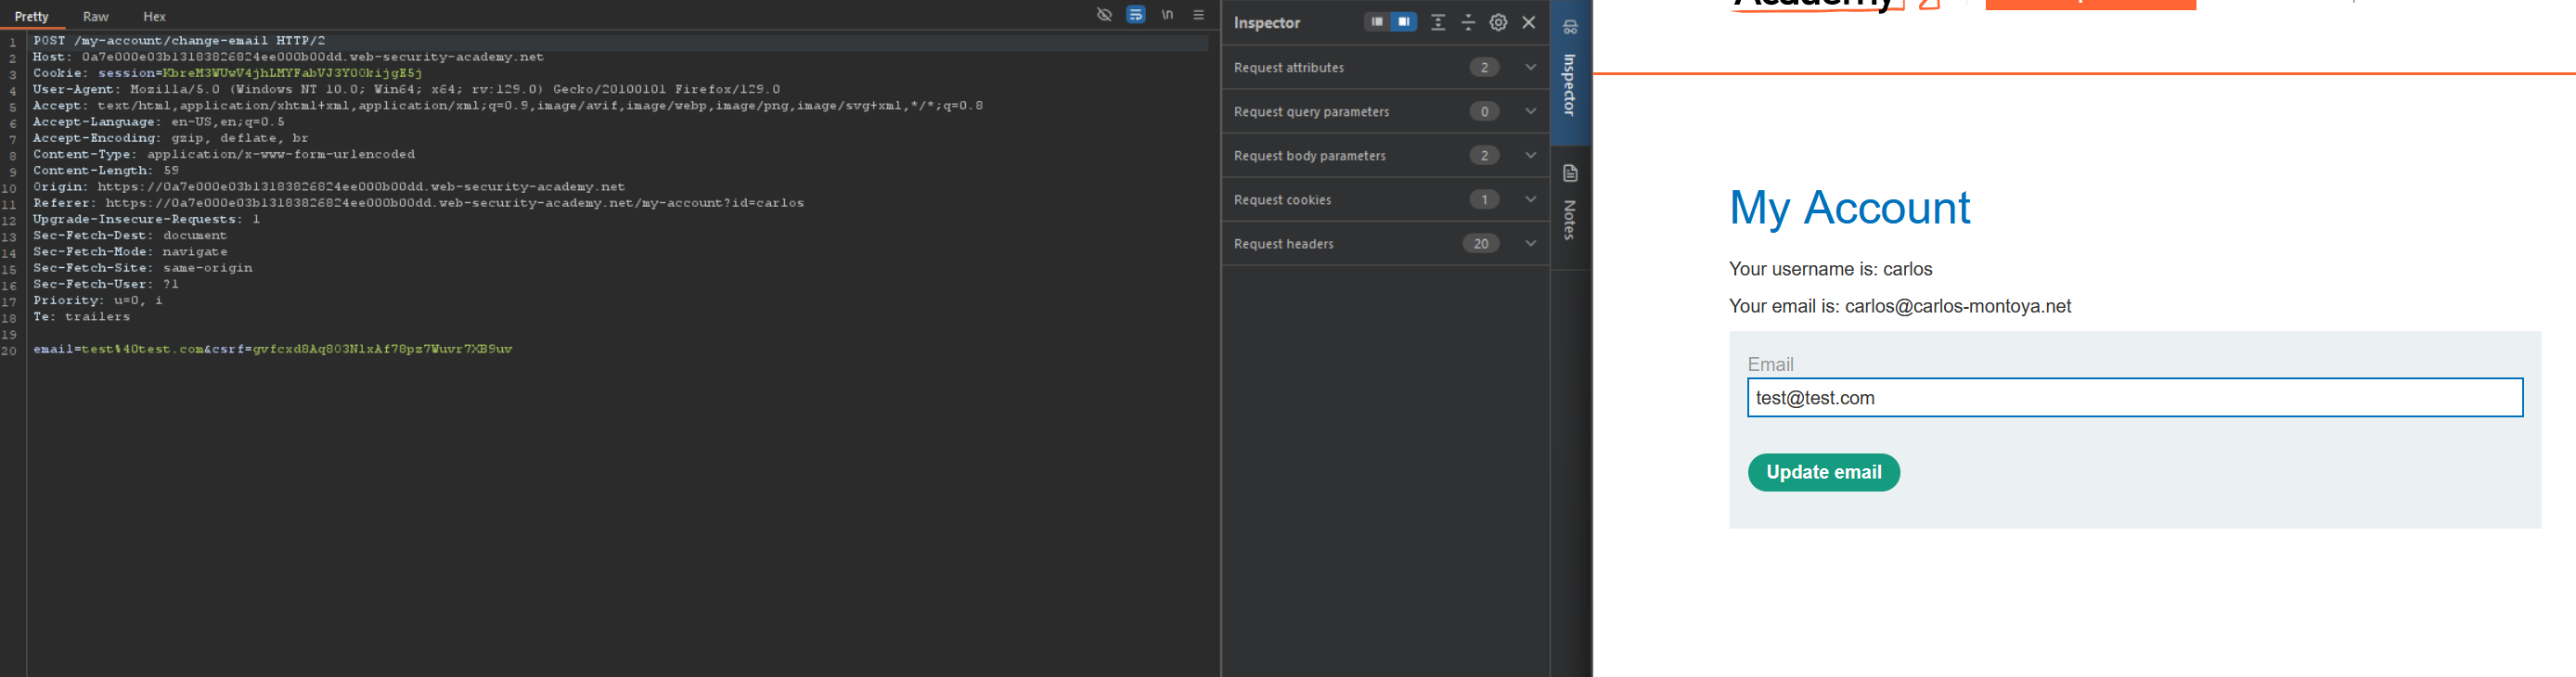 Pretty Raw Hex
\n
1 POST /my-account/change-email HTTP/2
2 Host: 0a7e000e03b13183826824ee000b00dd.web-security-academy.net
3 Cookie: session=KbreM3WUwV4jhLMYFabVJ3YOOkijgE5j
4 User-Agent: Mozilla/5.0 (Windows NT 10.0; Win64; x64; rv:129.0) Gecko/20100101 Firefox/129.0
5 Accept: text/html,application/xhtml+xml,application/xml;q=0.9,image/avif,image/webp,image/png,image/svg+xml,*/*;q=0.8
6 Accept-Language: en-US,en;q=0.5
7 Accept-Encoding: gzip, deflate, br
8 Content-Type: application/x-www-form-urlencoded
9 Content-Length: 59
10 Origin: https://0a7e000e03b13183826824ee000b00dd.web-security-academy.net
11 Referer: https://0a7e000e03b13183826824ee000b00dd.web-security-academy.net/my-account?id=carlos
12 Upgrade-Insecure-Requests: 1
13 Sec-Fetch-Dest: document
14 Sec-Fetch-Mode: navigate
15 Sec-Fetch-Site: same-origin
16 Sec-Fetch-User: ?1
17 Priority: u=0, i
18 Te: trailers
19
20 email=test%40test.com&csrf=gvfcxd8Aq803NlxAf78pz7Wuvr7XB9uv
Inspector
Request attributes 2
Request query parameters 0
Request body parameters 2
Request cookies 1
Request headers 20
Inspector
Notes
Academy
My Account
Your username is: carlos
Your email is: carlos@carlos-montoya.net
Email
test@test.com
Update email